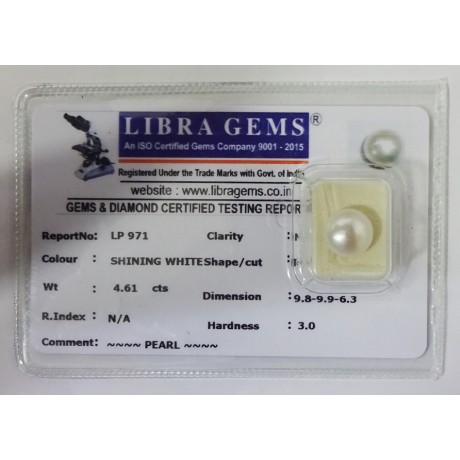 LIBRA GEMS®
An ISO Certified Gems Company 9001 - 2015
Registered Under the Trade Marks with Govt. of India
website : www.libragems.co.in
GEMS & DIAMOND CERTIFIED TESTING REPOR
ReportNo: LP 971 Clarity :
Colour : SHINING WHITE Shape/cut :
Wt : 4.61 cts Dimension : 9.8-9.9-6.3
R.Index : N/A Hardness : 3.0
Comment: ~~~~ PEARL ~~~~